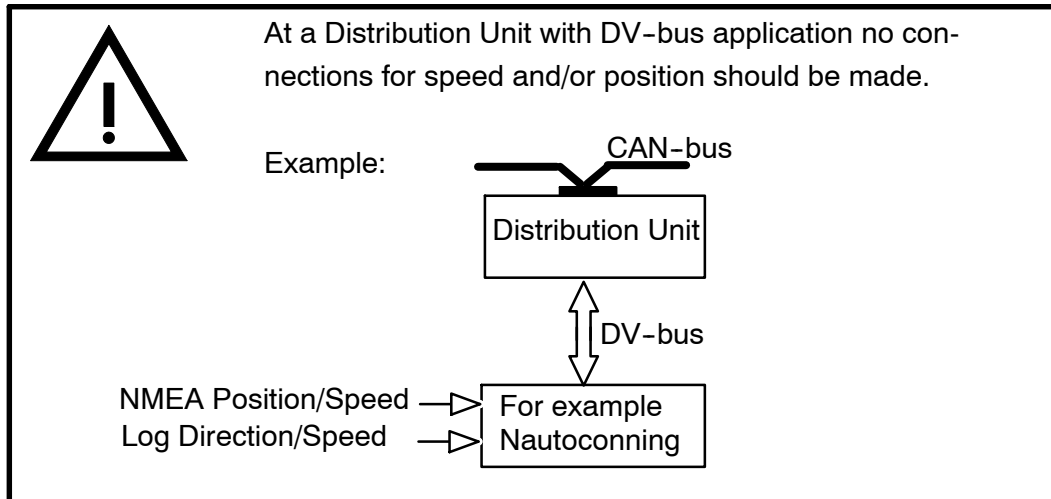 At a Distribution Unit with DV-bus application no con-
nections for speed and/or position should be made.
Example:
CAN-bus
Distribution Unit
DV-bus
NMEA Position/Speed
Log Direction/Speed
For example
Nautoconning